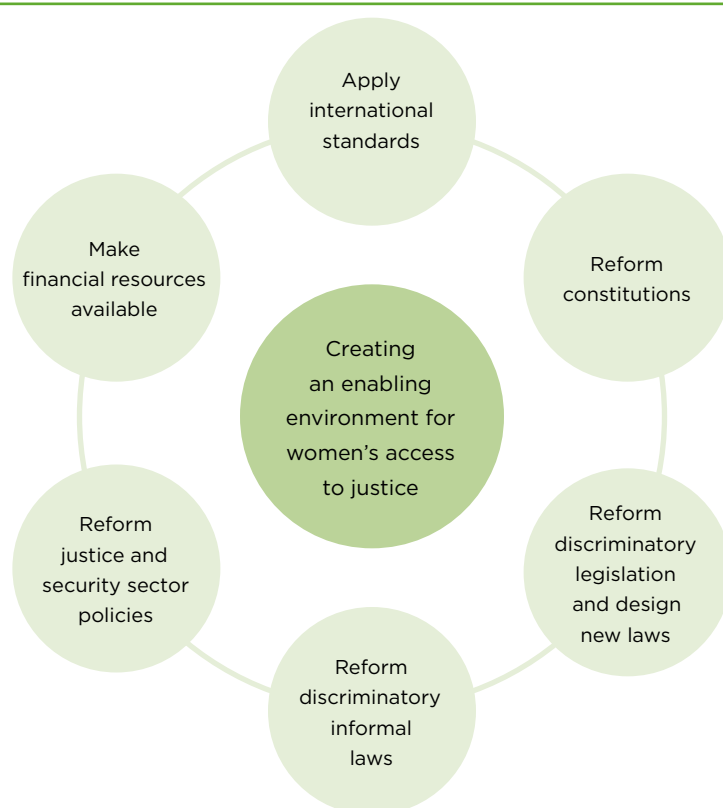 Apply
international
standards
Reform
constitutions
Reform
discriminatory
legislation
and design
new laws
Reform
discriminatory
informal
laws
Reform
justice and
security sector
policies
Make
financial resources
available
Creating
an enabling
environment for
women’s access
to justice